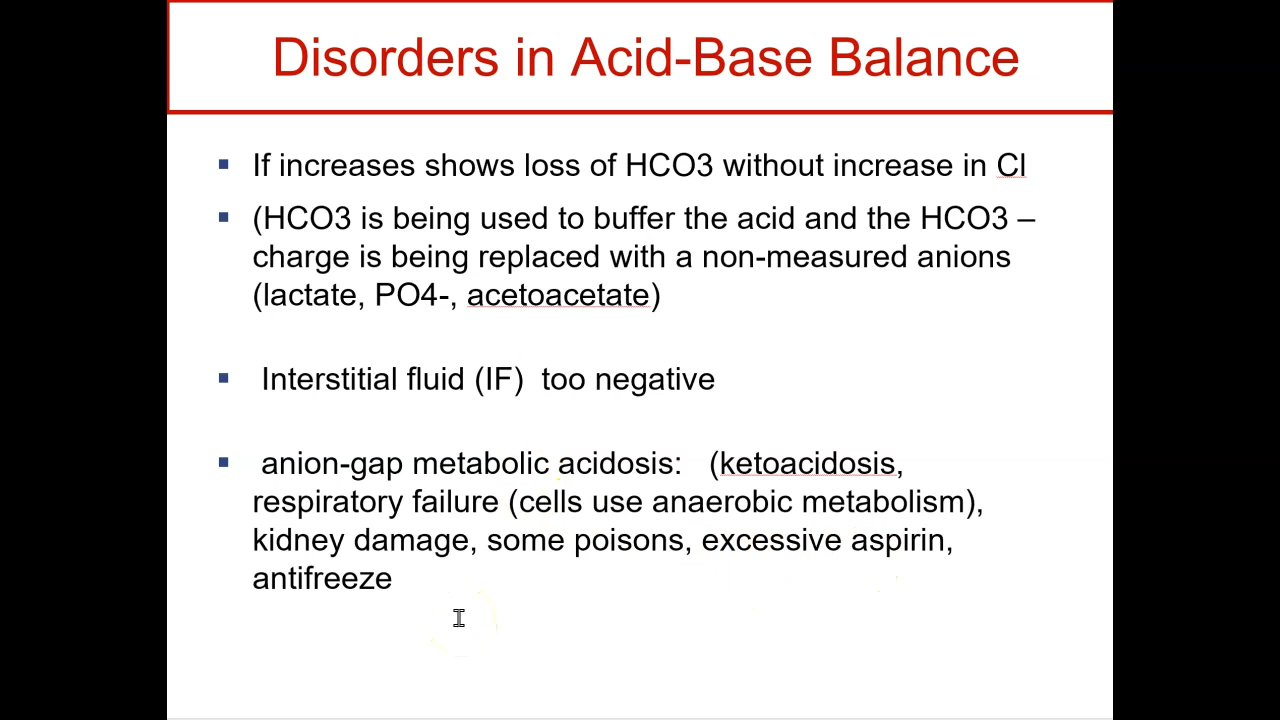 Disorders in Acid-Base Balance
▪ If increases shows loss of HCO3 without increase in Cl
▪ (HCO3 is being used to buffer the acid and the HCO3 –
charge is being replaced with a non-measured anions
(lactate, PO4-, acetoacetate)
▪ Interstitial fluid (IF)  too negative
▪ anion-gap metabolic acidosis:   (ketoacidosis,
respiratory failure (cells use anaerobic metabolism),
kidney damage, some poisons, excessive aspirin,
antifreeze